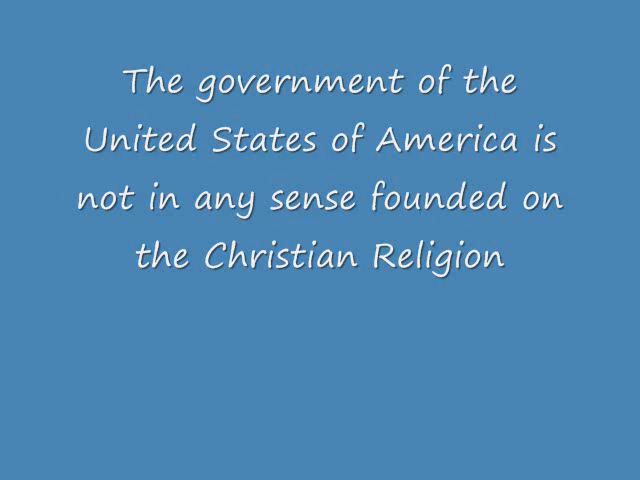 The government of the
United States of America is
not in any sense founded on
the Christian Religion